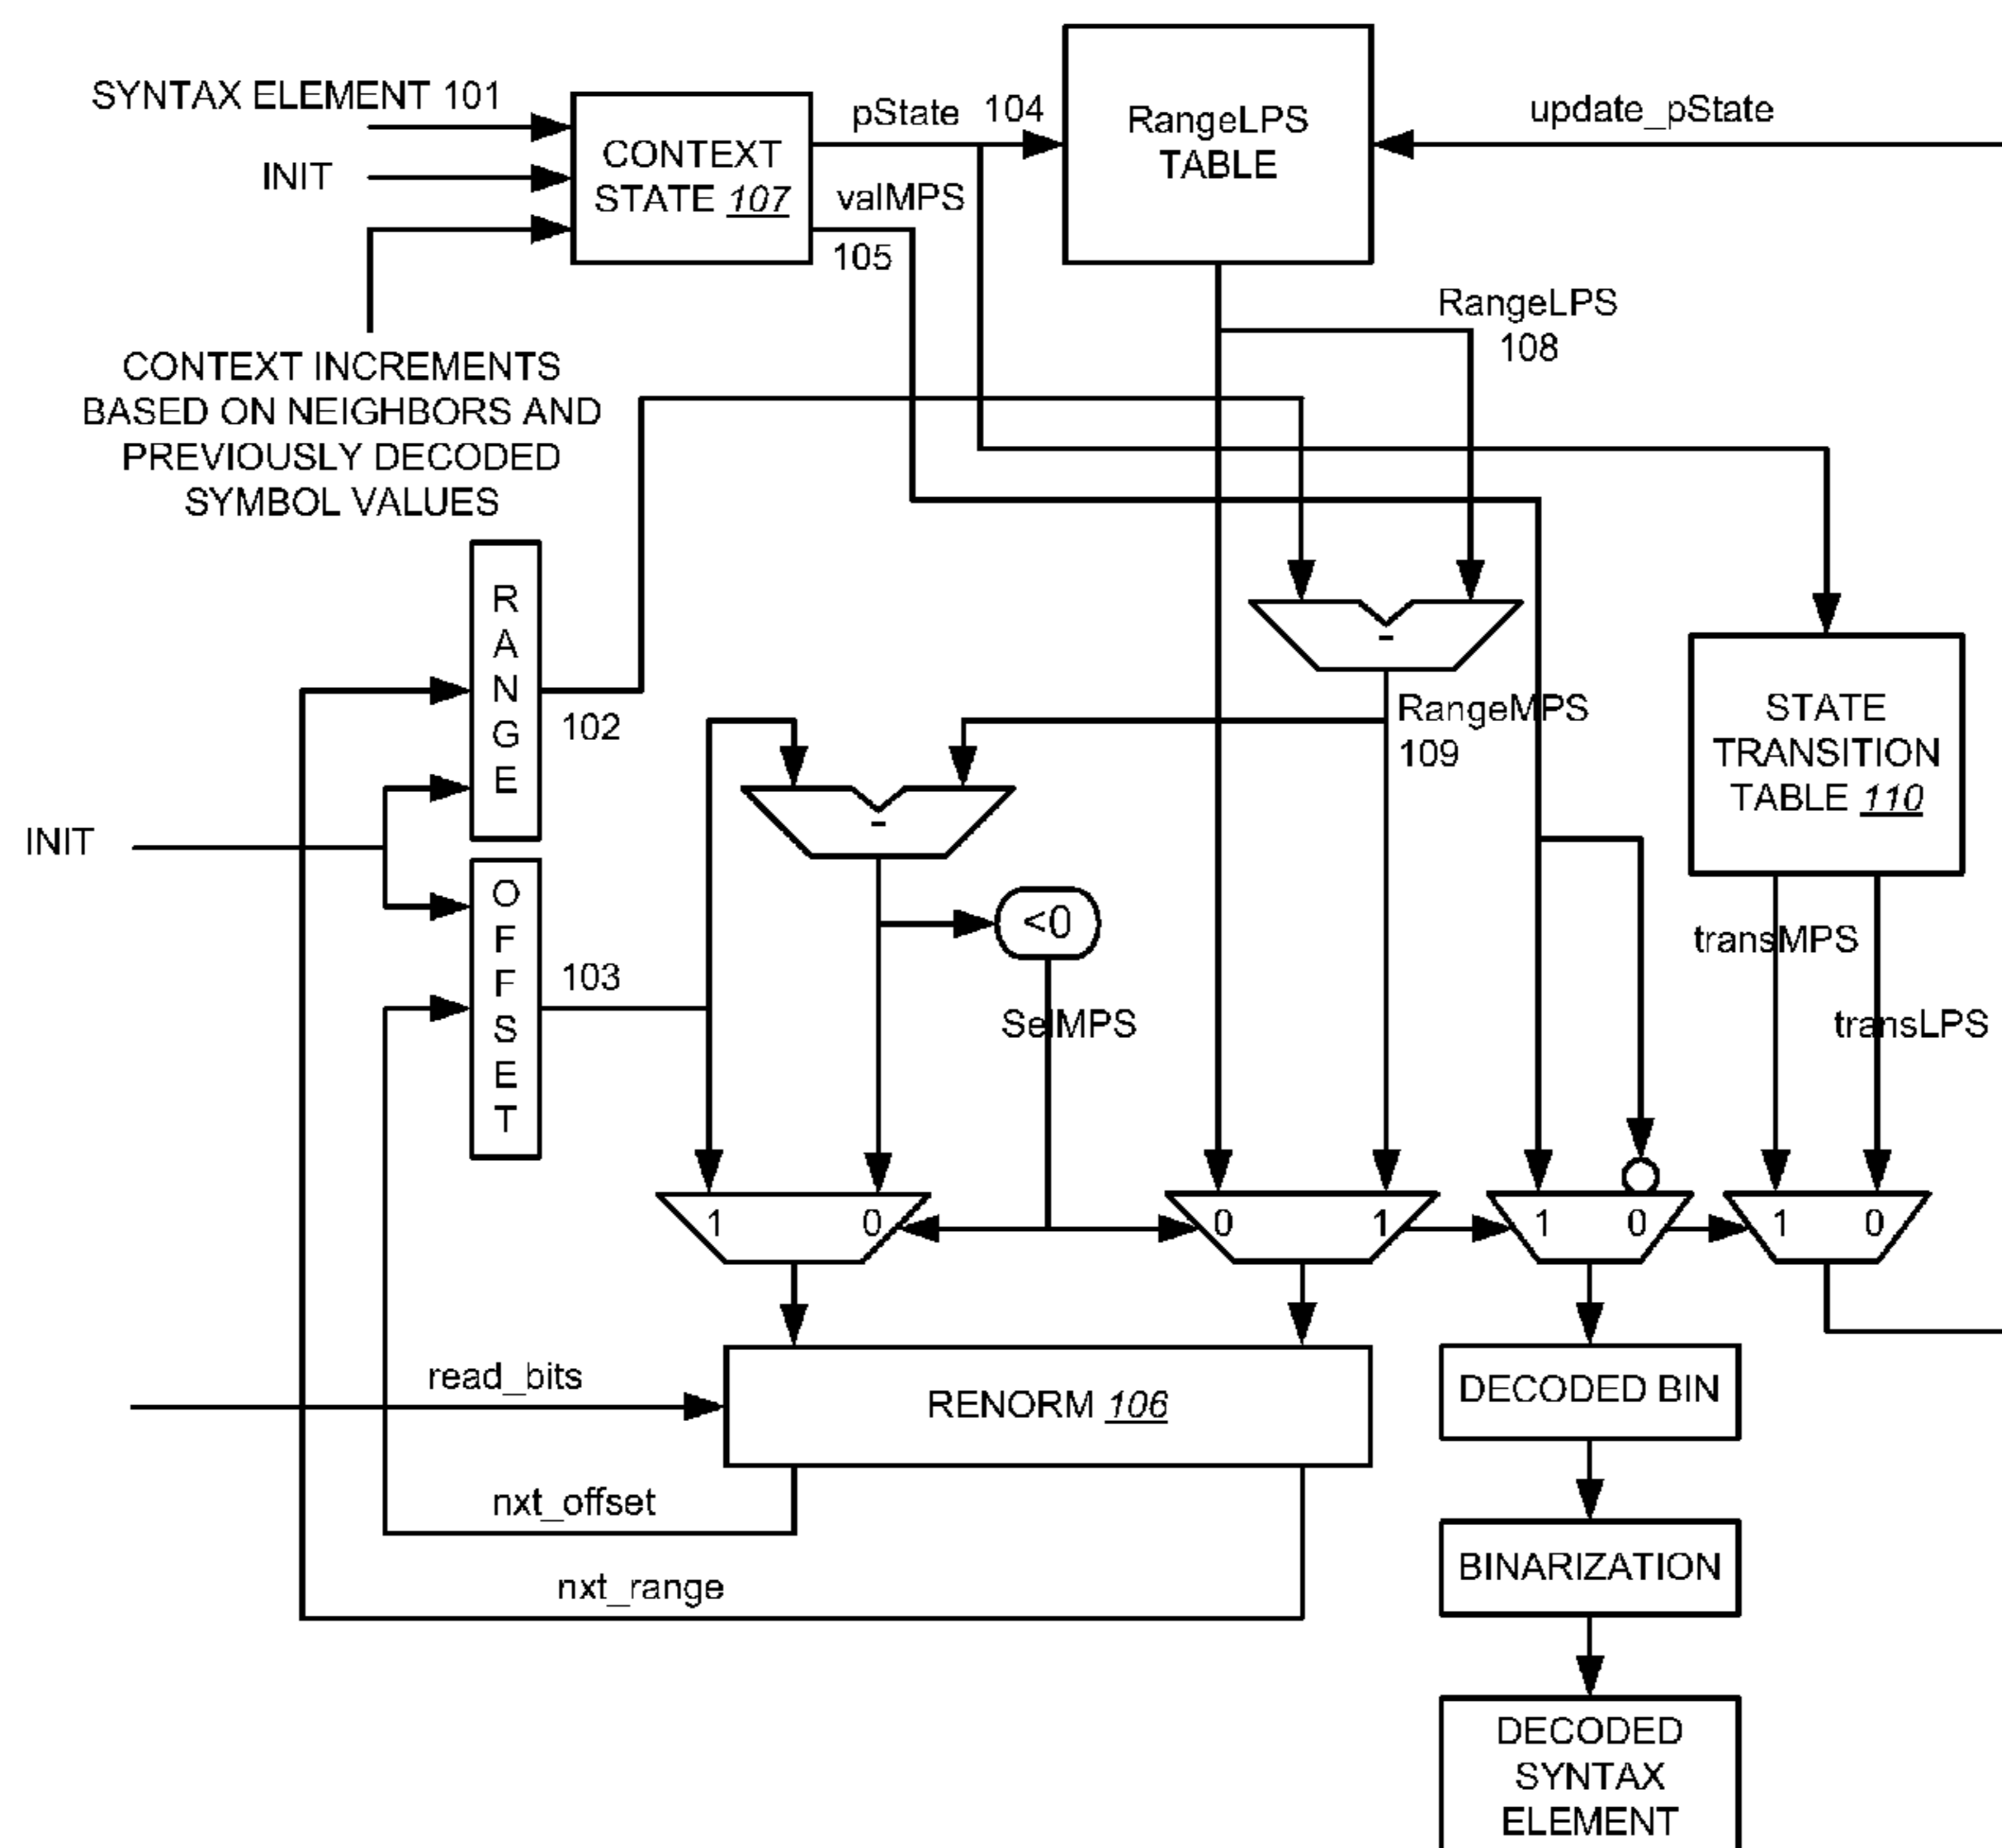 SYNTAX ELEMENT 101
INIT
CONTEXT
STATE 107
pState 104
valMPS
105
RangeLPS
TABLE
update_pState
RangeLPS
108
CONTEXT INCREMENTS
BASED ON NEIGHBORS AND
PREVIOUSLY DECODED
SYMBOL VALUES
RANGE
102
-
RangeMPS
109
STATE
TRANSITION
TABLE 110
-
INIT
OFFSET
103
<0
SelMPS
transMPS
transLPS
1 0
0 1
1 0
1 0
read_bits
RENORM 106
DECODED BIN
nxt_offset
BINARIZATION
nxt_range
DECODED
SYNTAX
ELEMENT